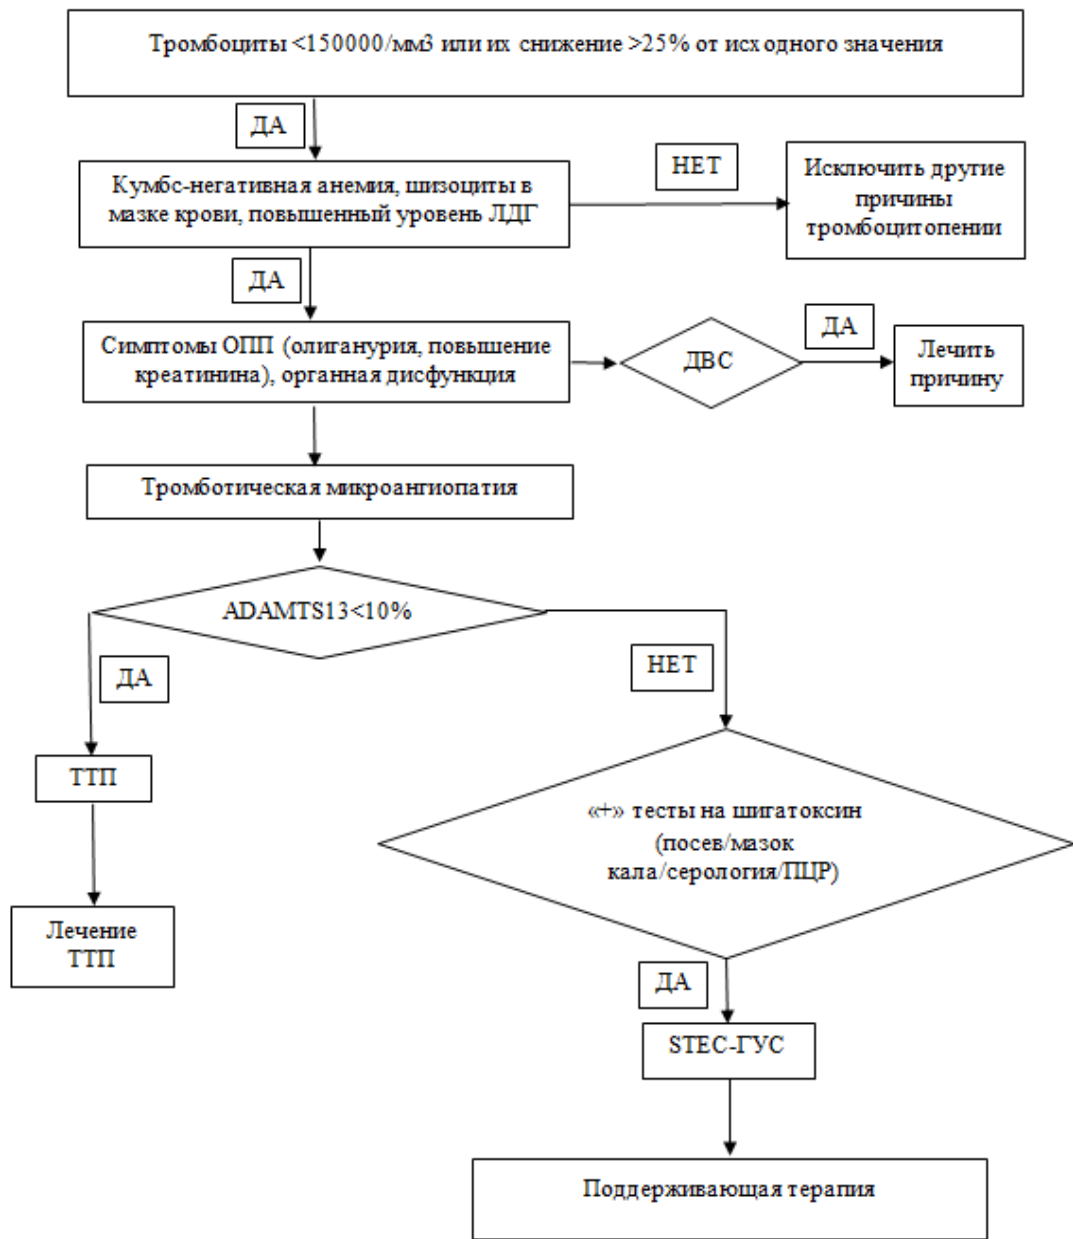 Тромбоциты <150000/мм3 или их снижение >25% от исходного значения
ДА
НЕТ
Кумбс-негативная анемия, шизоциты в
мазке крови, повышенный уровень ЛДГ
Исключить другие
причины
тромбоцитопении
ДА
ДА
Симптомы ОПП (олиганурия, повышение
креатинина), органная дисфункция
ДВС
Лечить
причину
Тромботическая микроангиопатия
ADAMTS13<10%
ДА
НЕТ
ТТП
«+» тесты на шигатоксин
(посев/мазок
кала/серология/ПЦР)
Лечение
ТТП
ДА
STEC-ГУС
Поддерживающая терапия